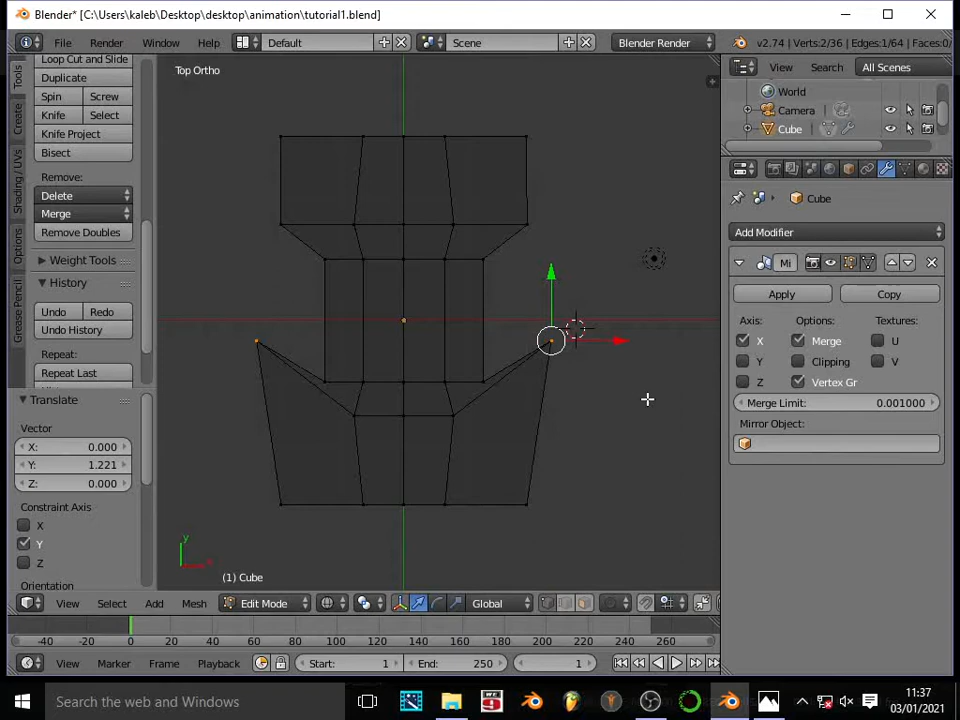 Blender* [C:\Users\kaleb\Desktop\desktop\animation\tutorial1.blend]
File Render Window Help Default Scene Blender Render v2.74 | Verts:2/36 | Edges:1/64 | Faces:0/
Loop Cut and Slide
Duplicate
Spin Screw
Knife Select
Knife Project
Bisect
Remove:
Delete
Merge
Remove Doubles
Weight Tools
History
Undo Redo
Undo History
Repeat:
Repeat Last
Tools
Create
Shading / UVs
Options
Grease Pencil
Translate
Vector
X: 0.000
Y: 1.221
Z: 0.000
Constraint Axis
X
Y
Z
Orientation
Top Ortho
y
(1) Cube
View Select Add Mesh Edit Mode Global
View Search All Scenes
World
Camera
Cube
Cube
Add Modifier
Mi
Apply Copy
Axis: Options: Textures:
X Merge U
Y Clipping V
Z Vertex Gr
Merge Limit: 0.001000
Mirror Object:
-40 -20 0 20 40 60 80 100 120 140 160 180 200 220 240 260
View Marker Frame Playback Start: 1 End: 250 1
Search the web and Windows
11:37
03/01/2021